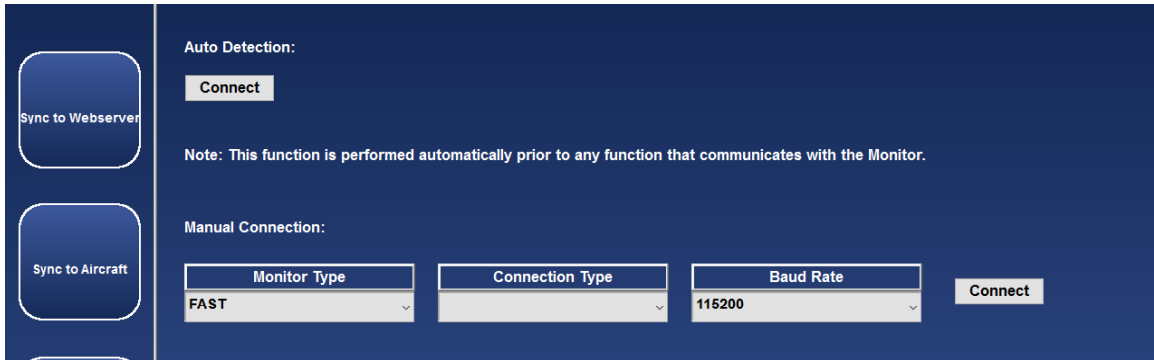 Auto Detection:
Connect
Sync to Webserver
Note: This function is performed automatically prior to any function that communicates with the Monitor.
Manual Connection:
Sync to Aircraft
Monitor Type Connection Type Baud Rate
FAST 115200 Connect